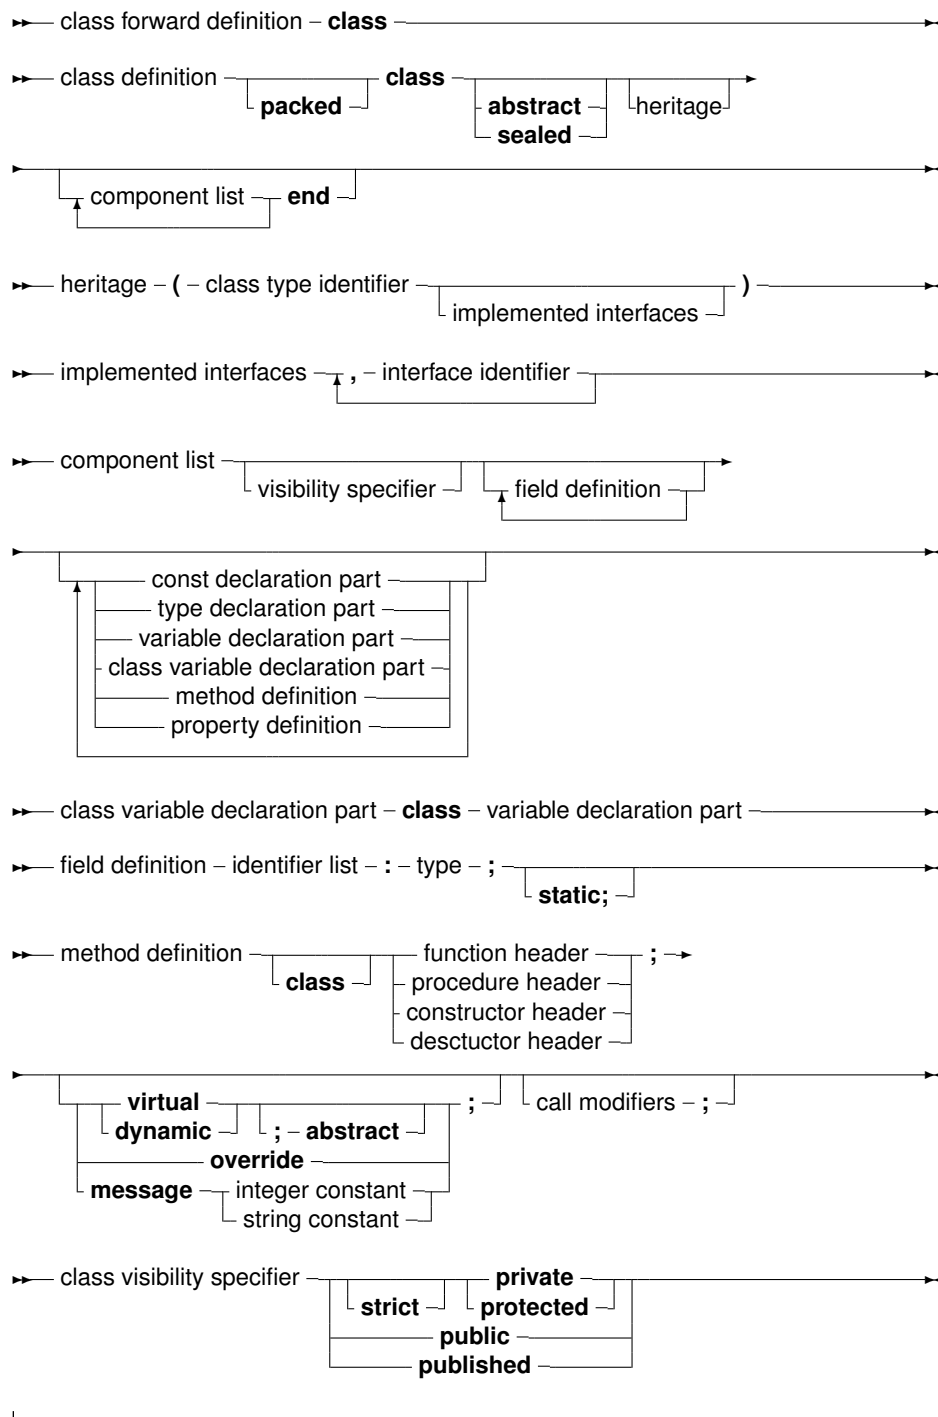 class forward definition – class
class definition class
packed abstract heritage
sealed
component list end
heritage – ( – class type identifier )
implemented interfaces
implemented interfaces , – interface identifier
component list
visibility specifier field definition
const declaration part
type declaration part
variable declaration part
class variable declaration part
method definition
property definition
class variable declaration part – class – variable declaration part
field definition – identifier list – : – type – ;
static;
method definition function header ;
class procedure header
constructor header
desctuctor header
virtual ; call modifiers – ;
dynamic ; – abstract
override
message integer constant
string constant
class visibility specifier private
strict protected
public
published